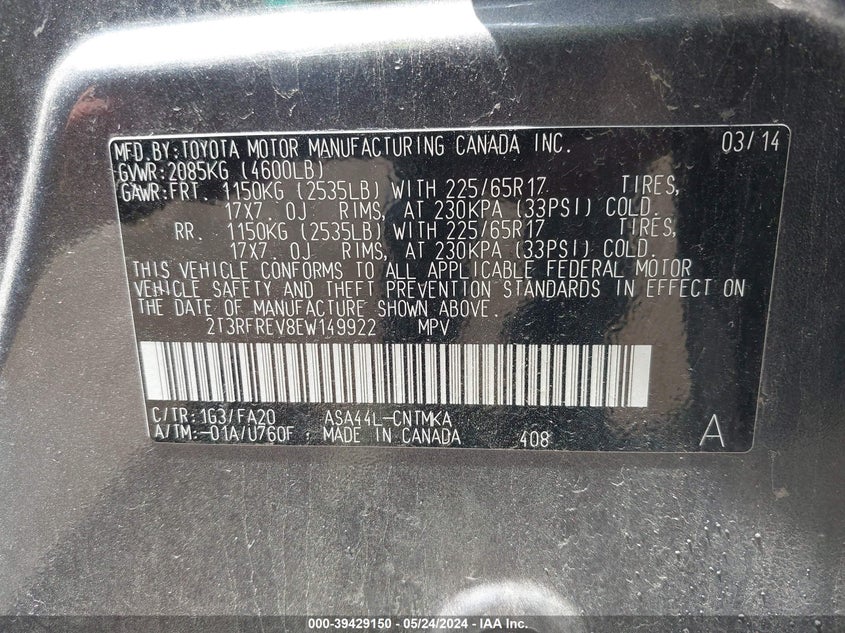 MFD.BY:TOYOTA MOTOR MANUFACTURING CANADA INC. 03/14
GVWR:2085KG (4600LB)
GAWR:FRT. 1150KG (2535LB) WITH 225/65R17 TIRES,
17X7.0J RIMS, AT 230KPA (33PSI) COLD.
RR. 1150KG (2535LB) WITH 225/65R17 TIRES,
17X7.0J RIMS, AT 230KPA (33PSI) COLD.
THIS VEHICLE CONFORMS TO ALL APPLICABLE FEDERAL MOTOR
VEHICLE SAFETY AND THEFT PREVENTION STANDARDS IN EFFECT ON
THE DATE OF MANUFACTURE SHOWN ABOVE.
2T3RFREV8EW149922 MPV
C/TR:1G3/FA20 ASA44L-CNTMKA
A/TM:-01A/U760F MADE IN CANADA 408 A
000-39429150 - 05/24/2024 - IAA Inc.